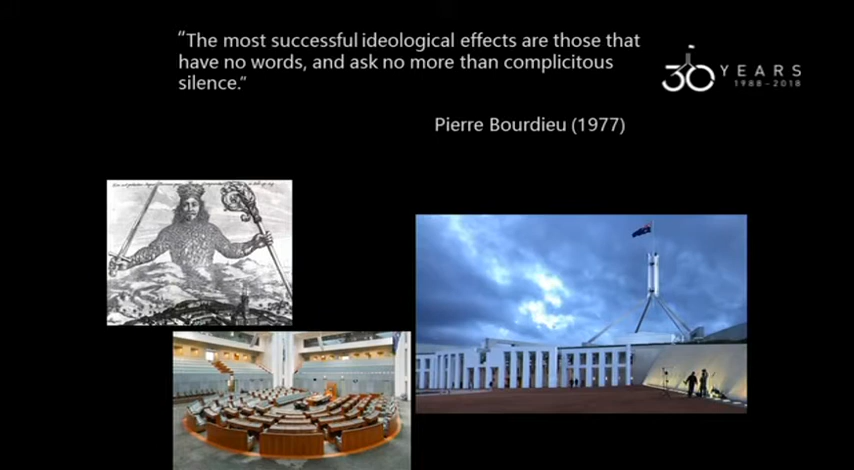 “The most successful ideological effects are those that
have no words, and ask no more than complicitous
silence.”
Pierre Bourdieu (1977)
30 YEARS
1988-2018